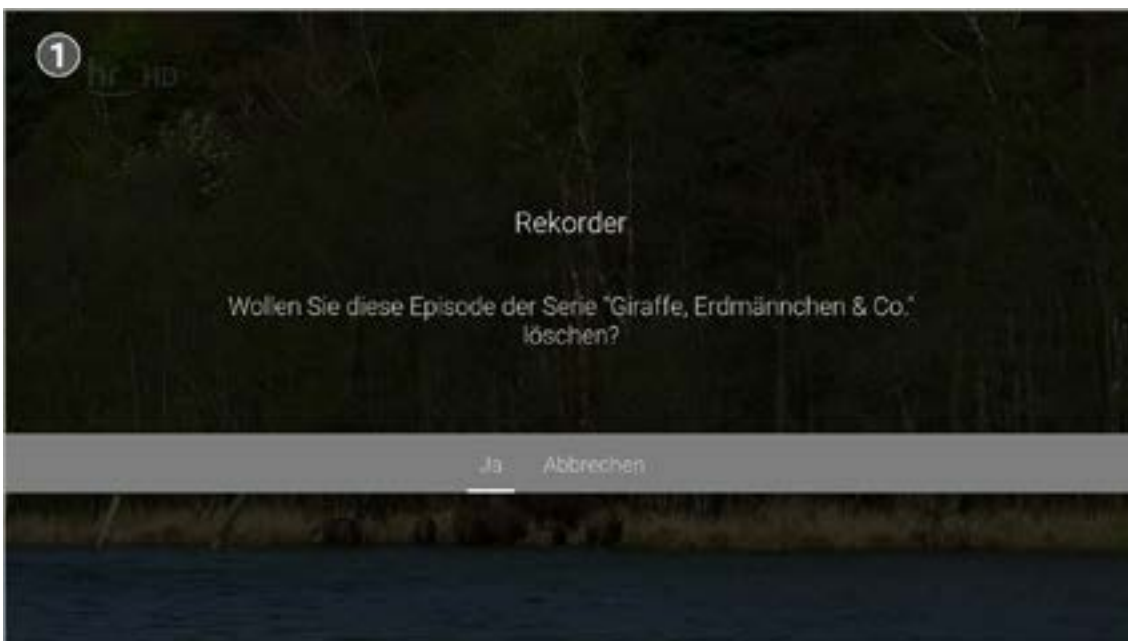 1
hr HD
Rekorder
Wollen Sie diese Episode der Serie "Giraffe, Erdmännchen & Co."
löschen?
Ja Abbrechen